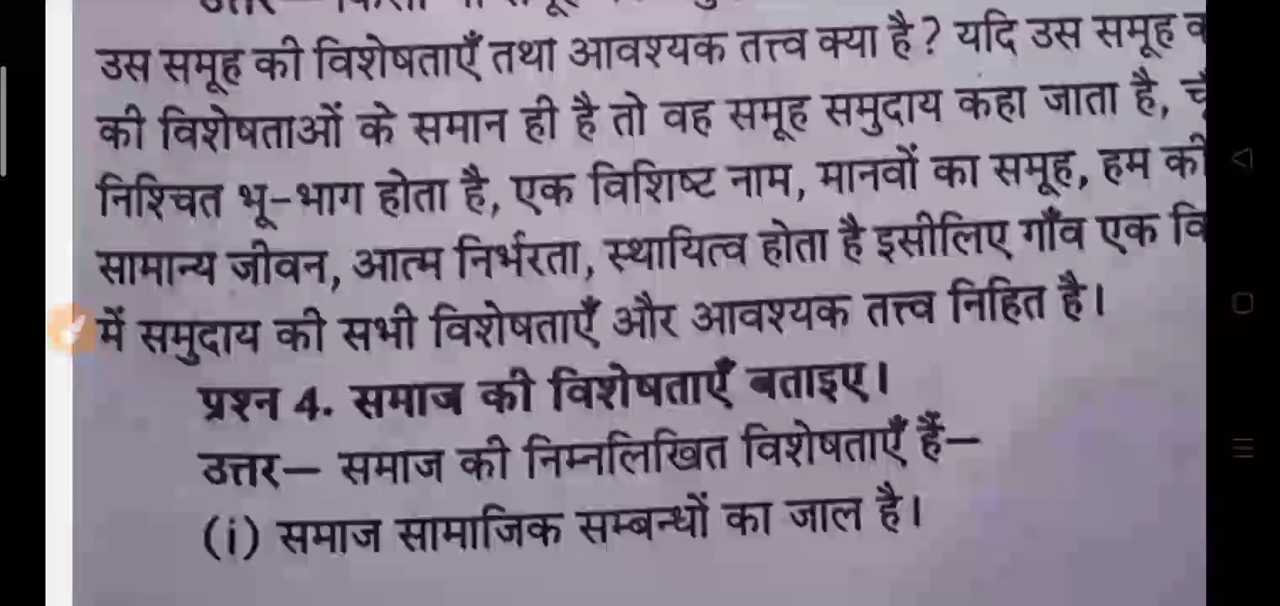 उस समूह की विशेषताएँ तथा आवश्यक तत्त्व क्या है? यदि उस समूह
की विशेषताओं के समान ही है तो वह समूह समुदाय कहा जाता है,
निश्चित भू-भाग होता है, एक विशिष्ट नाम, मानवों का समूह, हम की
सामान्य जीवन, आत्म निर्भरता, स्थायित्व होता है इसीलिए गाँव एक
में समुदाय की सभी विशेषताएँ और आवश्यक तत्त्व निहित है।
प्रश्न 4. समाज की विशेषताएँ बताइए।
उत्तर— समाज की निम्नलिखित विशेषताएँ हैं—
(i) समाज सामाजिक सम्बन्धों का जाल है।